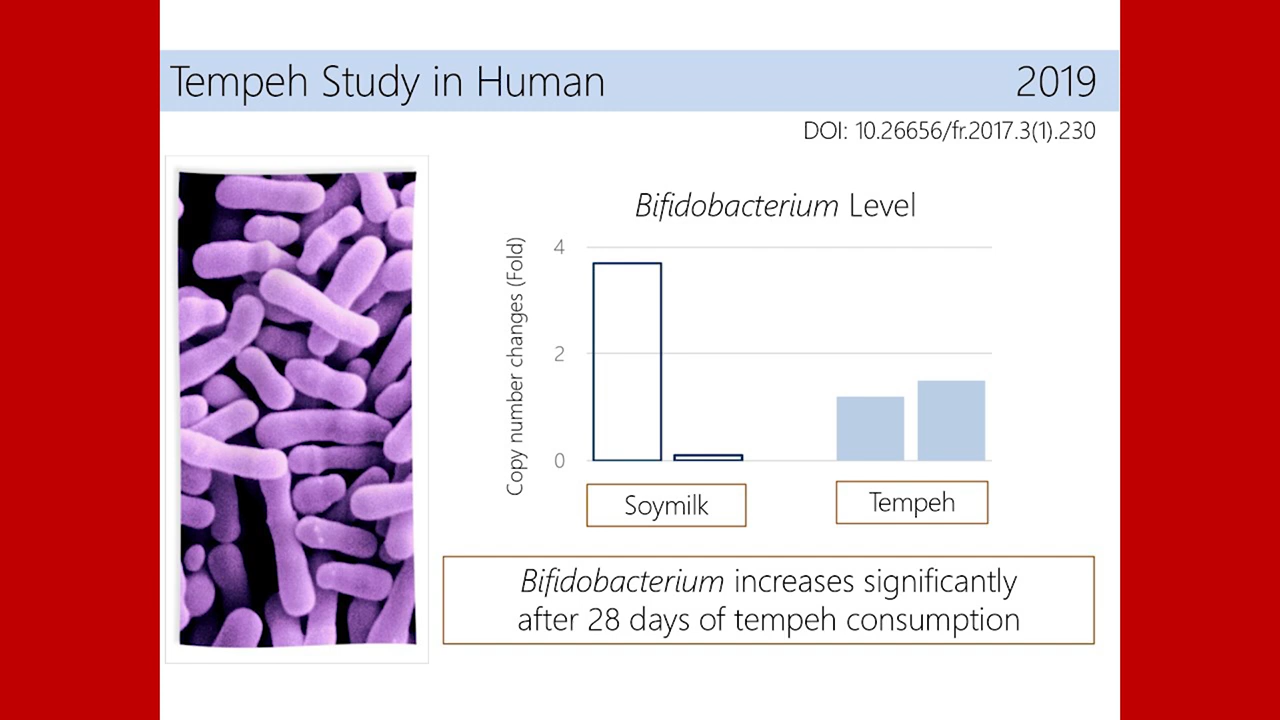 Tempeh Study in Human 2019
DOI: 10.26656/fr.2017.3(1).230
Bifidobacterium Level
Copy number changes (Fold)
4
2
0
Soymilk
Tempeh
Bifidobacterium increases significantly
after 28 days of tempeh consumption